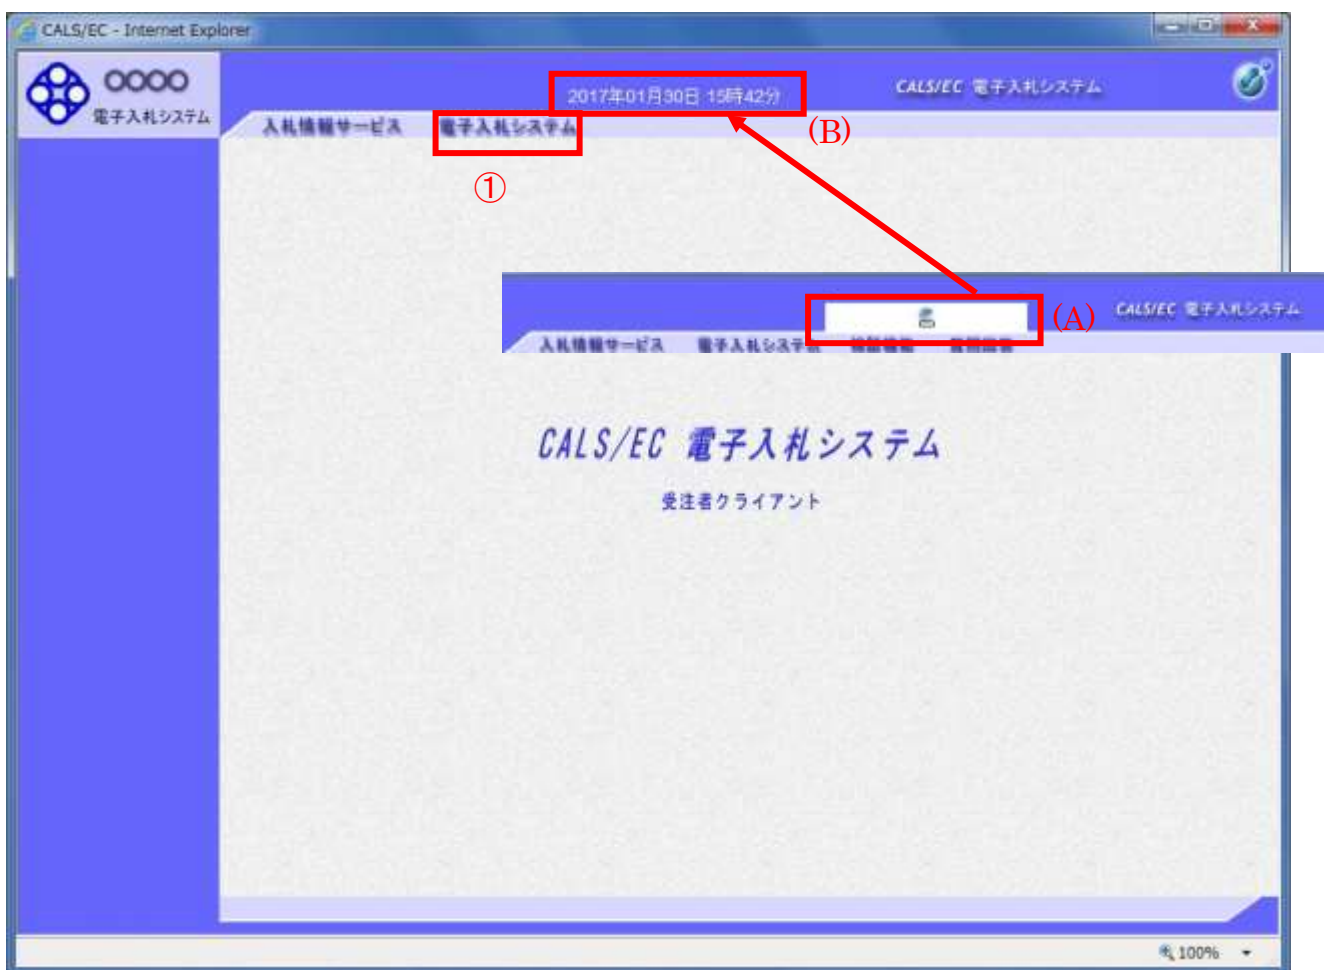 CALS/EC - Internet Explorer
○○○○
電子入札システム
2017年01月30日 15時42分
CALS/EC 電子入札システム
入札情報サービス
電子入札システム
(B)
①
(A)
CALS/EC 電子入札システム
入札情報サービス
電子入札システム
CALS/EC 電子入札システム
受注者クライアント
100%